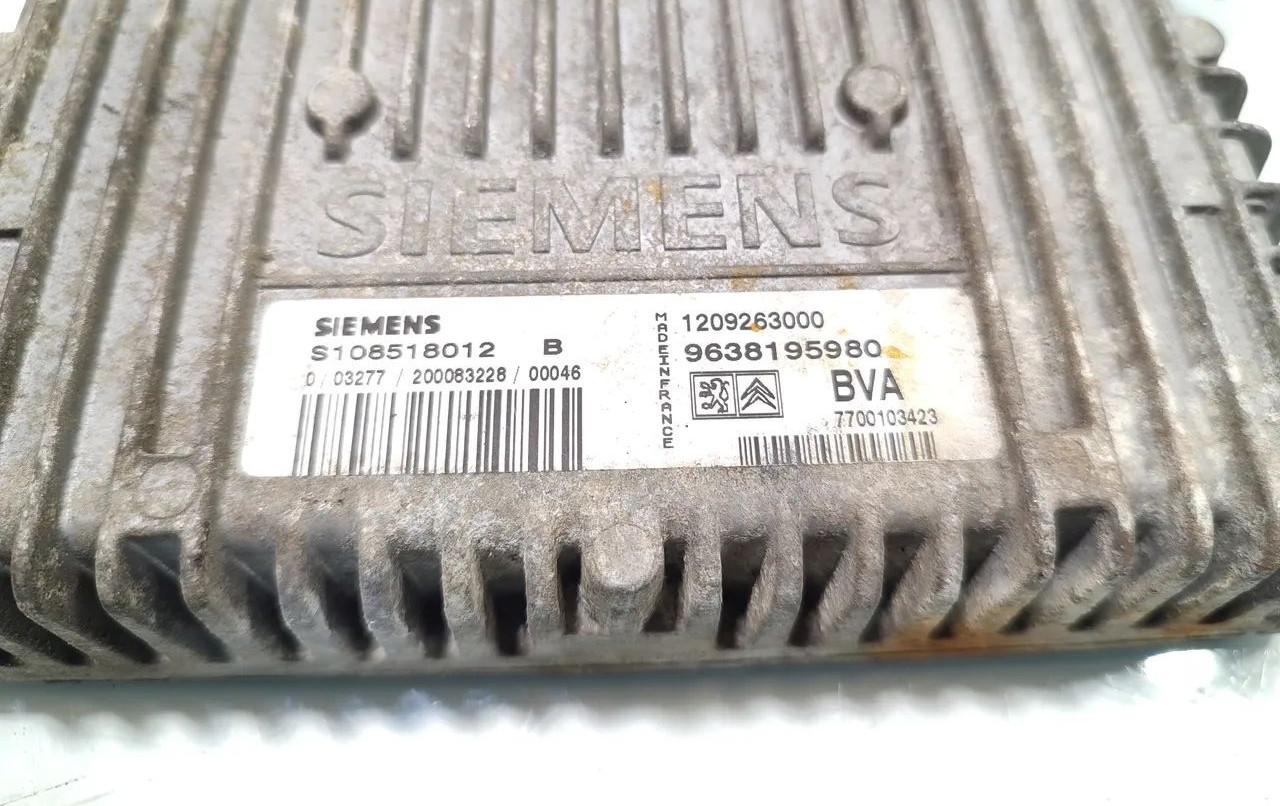 SIEMENS
SIEMENS
S108518012 B
0 / 03277 / 200083228 / 00046
MADEINFRANCE
1209263000
9638195980
BVA
7700103423